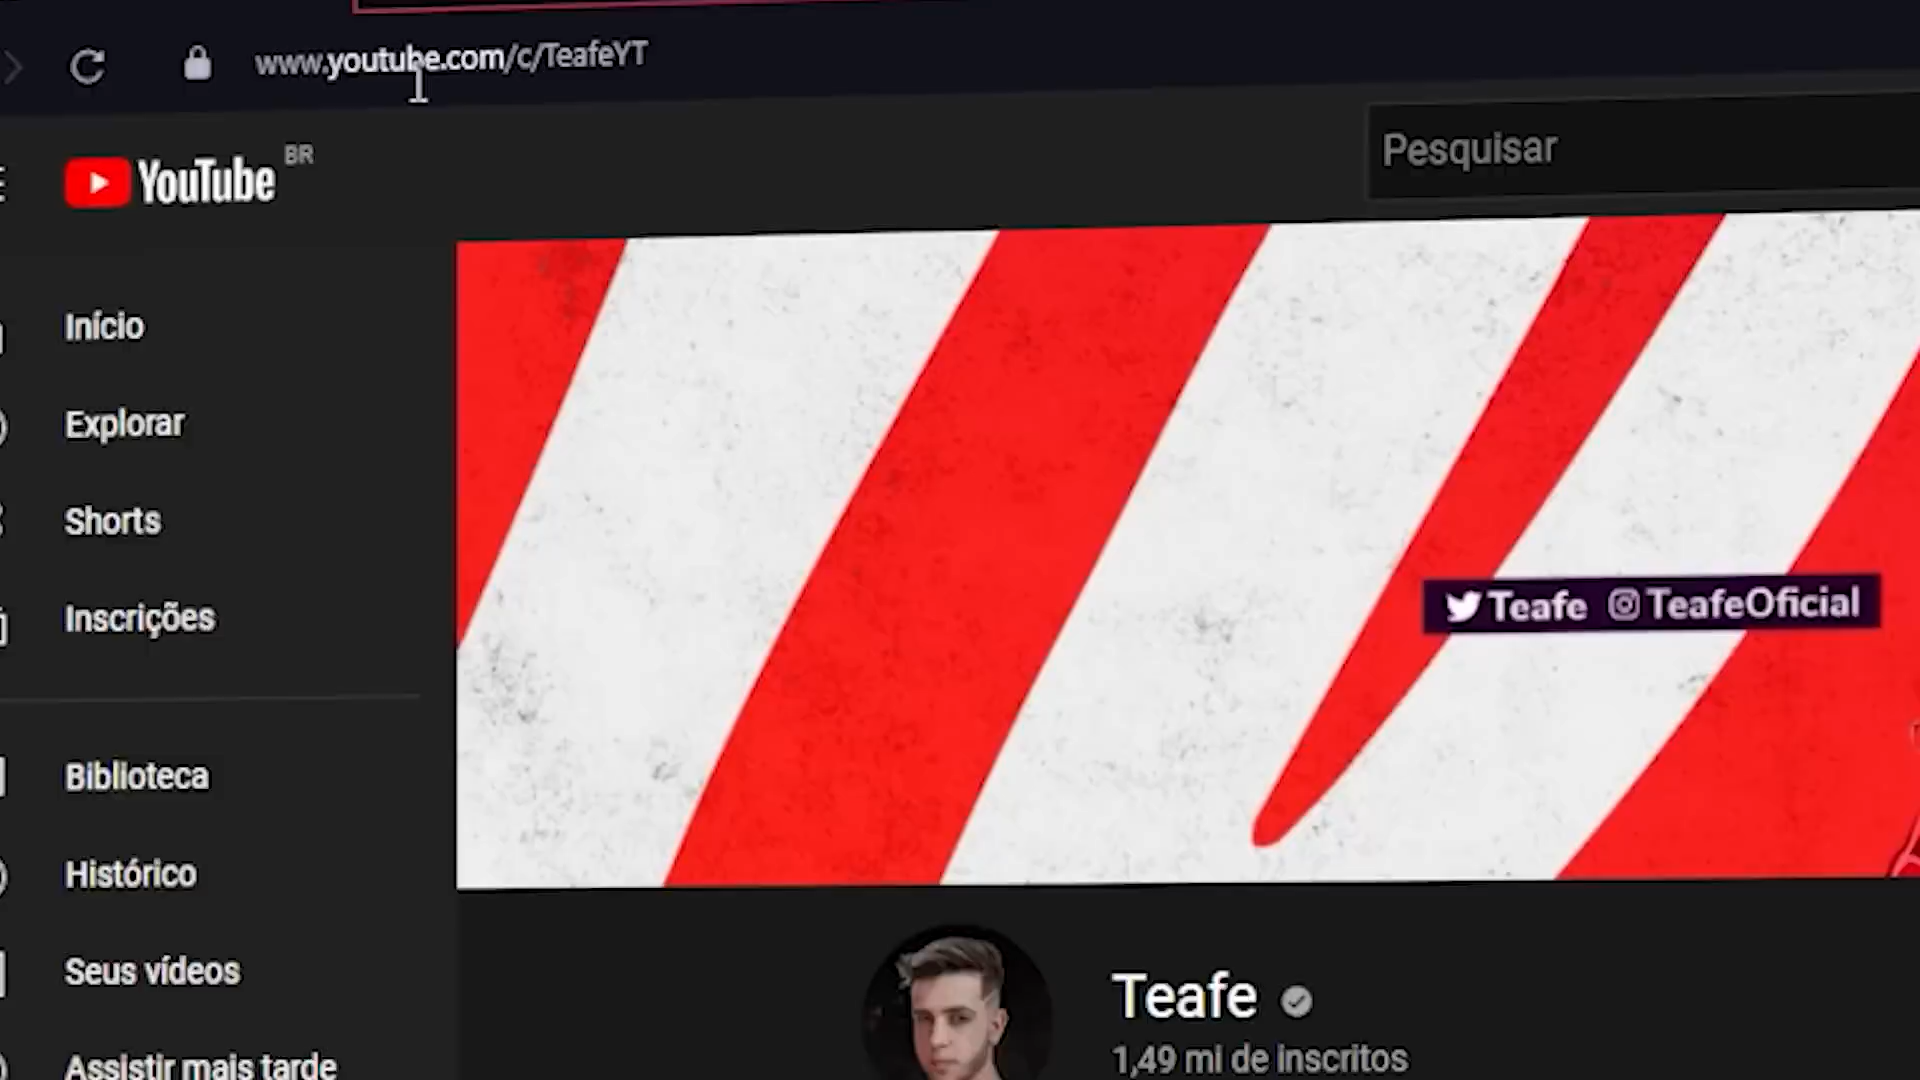 www.youtube.com/c/TeafeYT
YouTube BR
Pesquisar
Início
Explorar
Shorts
Inscrições
Biblioteca
Histórico
Seus vídeos
Assistir mais tarde
Teafe TeafeOficial
Teafe
1,49 mi de inscritos